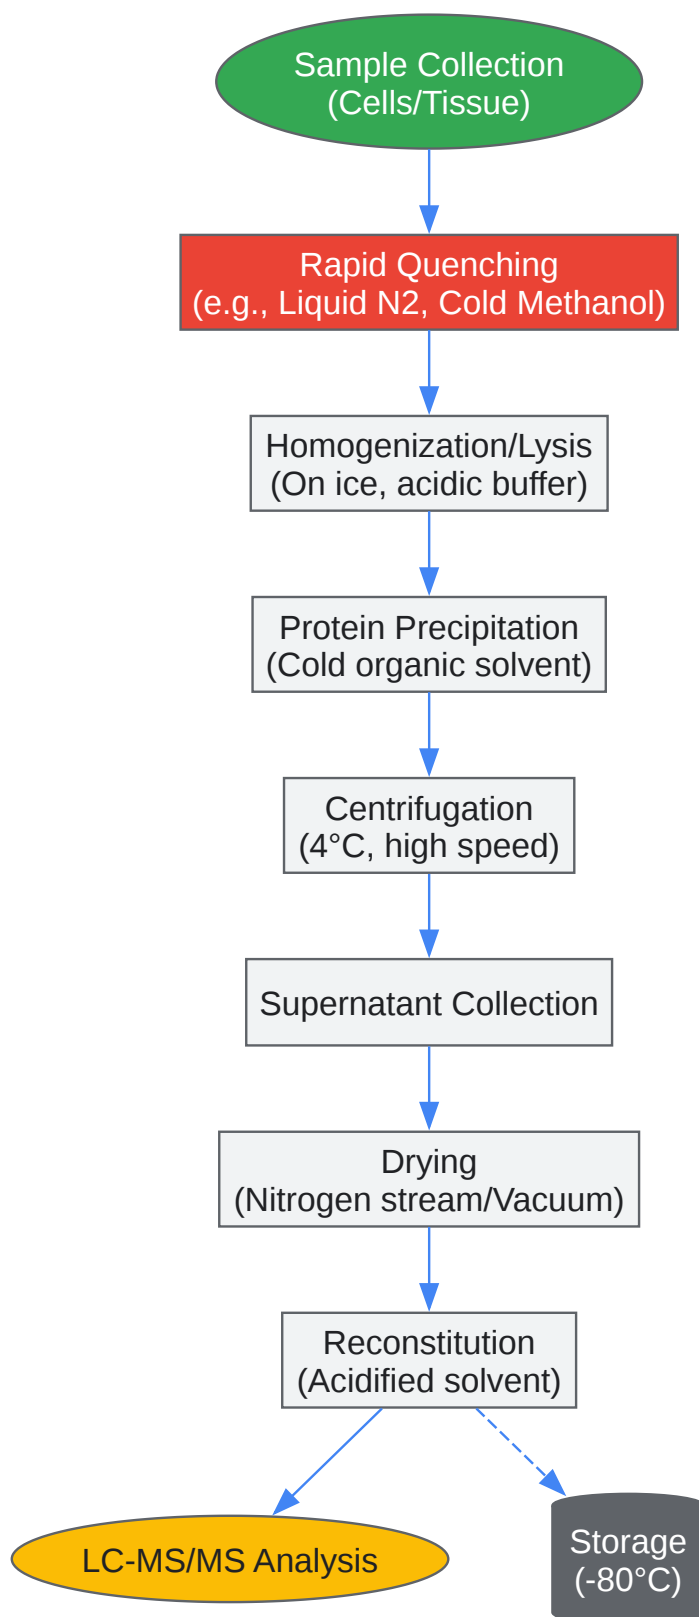 Sample Collection
(Cells/Tissue)
Rapid Quenching
(e.g., Liquid N2, Cold Methanol)
Homogenization/Lysis
(On ice, acidic buffer)
Protein Precipitation
(Cold organic solvent)
Centrifugation
(4°C, high speed)
Supernatant Collection
Drying
(Nitrogen stream/Vacuum)
Reconstitution
(Acidified solvent)
LC-MS/MS Analysis
Storage
(-80°C)